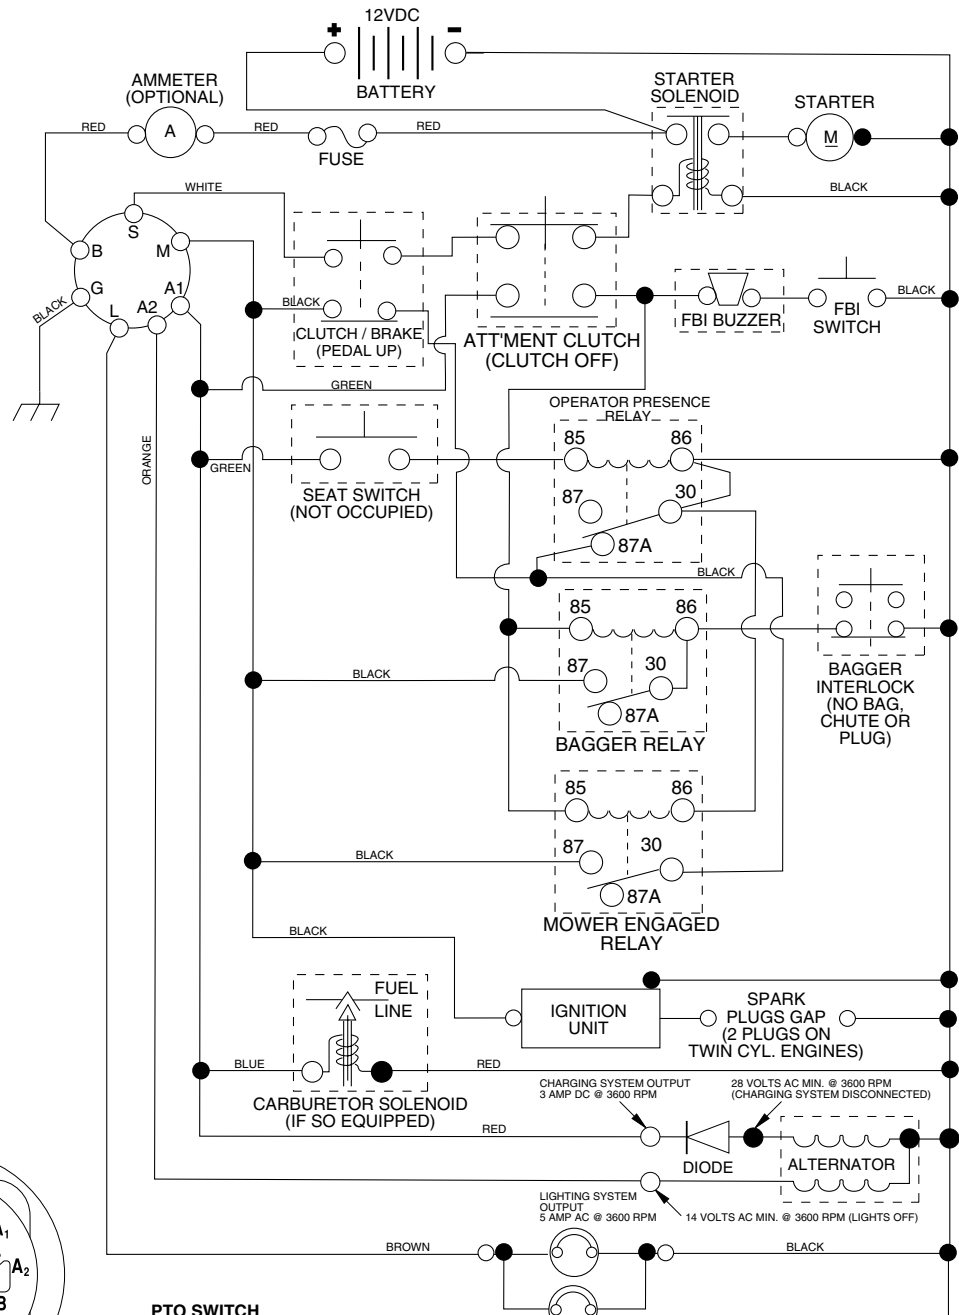 12VDC
+
-
BATTERY
AMMETER
(OPTIONAL)
STARTER
SOLENOID
STARTER
RED
A
RED
RED
FUSE
M
WHITE
BLACK
S
B
M
G
A1
L
A2
BLACK
BLACK
CLUTCH / BRAKE
(PEDAL UP)
ATT'MENT CLUTCH
(CLUTCH OFF)
FBI BUZZER
FBI
SWITCH
BLACK
GREEN
OPERATOR PRESENCE
RELAY
ORANGE
GREEN
SEAT SWITCH
(NOT OCCUPIED)
85
86
87
30
87A
BLACK
85
86
BLACK
87
30
87A
BAGGER RELAY
BAGGER
INTERLOCK
(NO BAG,
CHUTE OR
PLUG)
85
86
BLACK
87
30
87A
MOWER ENGAGED
RELAY
BLACK
FUEL
LINE
IGNITION
UNIT
SPARK
PLUGS GAP
(2 PLUGS ON
TWIN CYL. ENGINES)
BLUE
RED
CARBURETOR SOLENOID
(IF SO EQUIPPED)
CHARGING SYSTEM OUTPUT
3 AMP DC @ 3600 RPM
28 VOLTS AC MIN. @ 3600 RPM
(CHARGING SYSTEM DISCONNECTED)
RED
DIODE
ALTERNATOR
LIGHTING SYSTEM
OUTPUT
5 AMP AC @ 3600 RPM
14 VOLTS AC MIN. @ 3600 RPM (LIGHTS OFF)
BROWN
BLACK
A2
B
PTO SWITCH